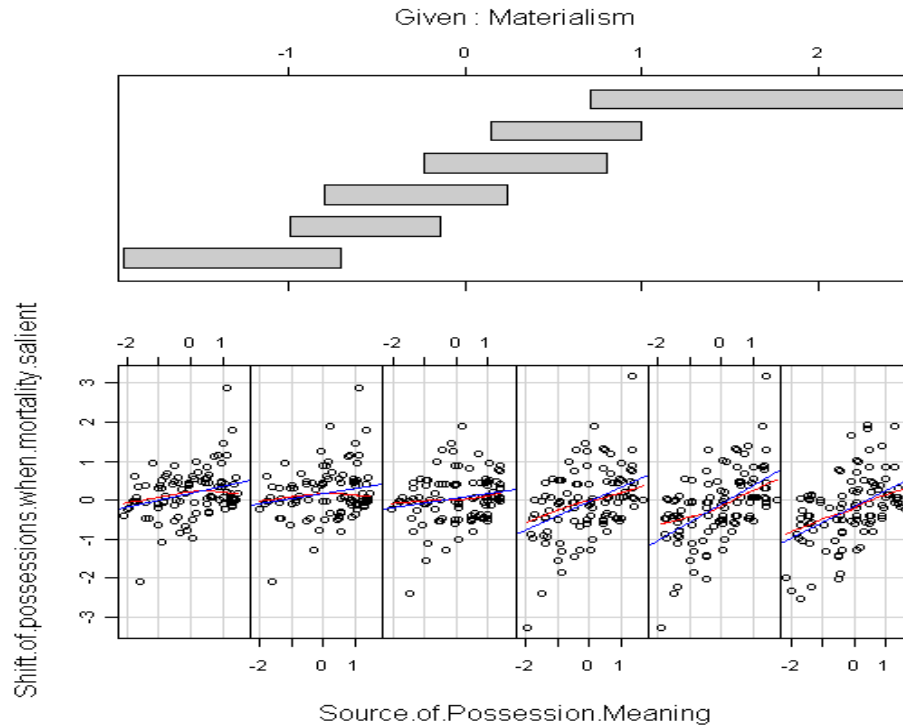 Given : Materialism
-1 0 1 2
Shift.of.possessions.when.mortality.salient
-2 0 1 -2 0 1 -2 0 1
3
2
1
0
-1
-2
-3
-2 0 1 -2 0 1 -2 0 1
Source.of.Possession.Meaning